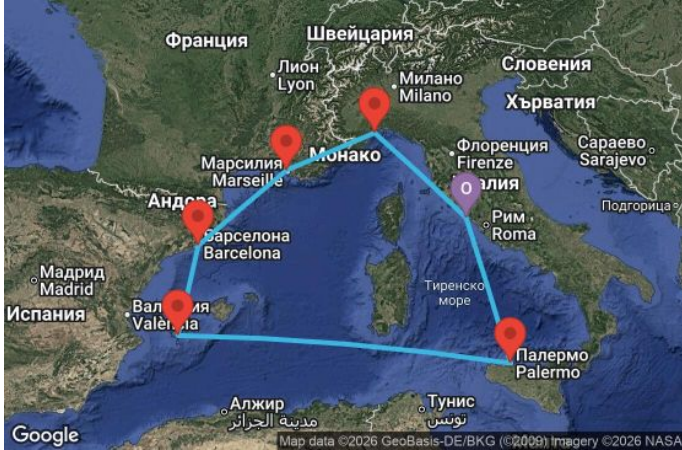 Франция
Швейцария
Лион
Lyon
Милано
Milano
Словения
Хърватия
Марсилия
Marseille
Монако
Флоренция
Firenze
Сараево
Sarajevo
Андора
Подгорица
Рим
Roma
O
Барселона
Barcelona
Мадрид
Madrid
Испания
València
Тиренско
море
Палермо
Palermo
Алжир
مدينة الجزائر
Тунис
تونس
Google
Map data ©2026 GeoBasis-DE/BKG (©2009) Imagery ©2026 NASA